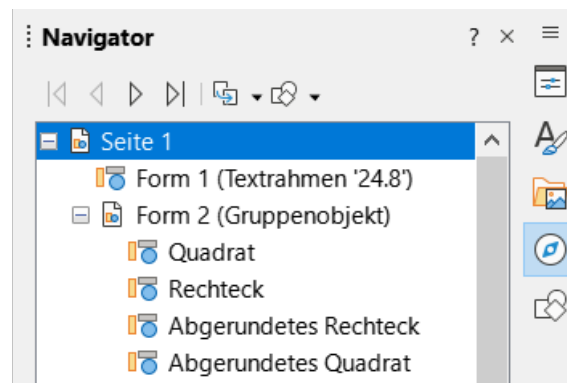 Navigator
Seite 1
Form 1 (Textrahmen '24.8')
Form 2 (Gruppenobjekt)
Quadrat
Rechteck
Abgerundetes Rechteck
Abgerundetes Quadrat